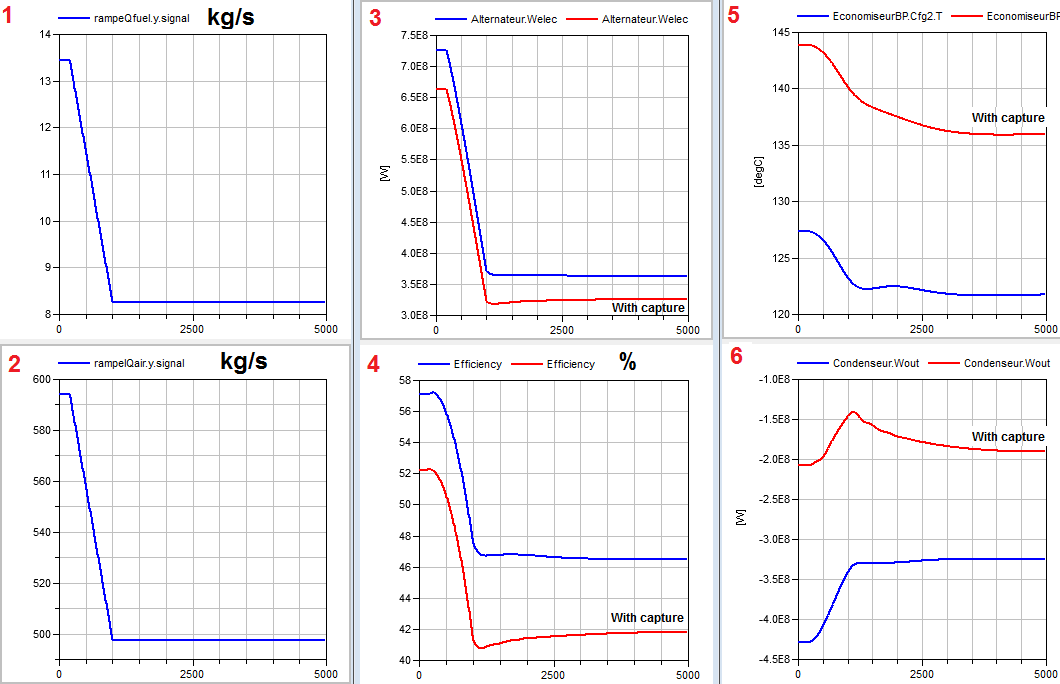 1 rampeQfuel.y.signal kg/s
14
13
12
11
10
9
8
0 2500 5000
2 rampelQair.y.signal kg/s
600
580
560
540
520
500
0 2500 5000
3 Alternateur.Welec Alternateur.Welec
7.5E8
7.0E8
6.5E8
6.0E8
5.5E8
[W]
5.0E8
4.5E8
4.0E8
3.5E8
3.0E8
With capture
0 2500 5000
4 Efficiency Efficiency %
58
56
54
52
50
48
46
44
42
40
With capture
0 2500 5000
5 EconomiseurBP.Cfg2.T EconomiseurBF
145
140
135
130
125
120
[degC]
With capture
0 2500 5000
6 Condenseur.Wout Condenseur.Wout
-1.0E8
-1.5E8
-2.0E8
-2.5E8
-3.0E8
-3.5E8
-4.0E8
-4.5E8
[W]
With capture
0 2500 5000